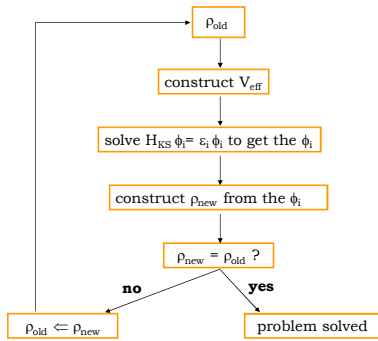 ρold
construct Veff
solve HKS ϕi= εi ϕi to get the ϕi
construct ρnew from the ϕi
ρnew = ρold ?
no
yes
ρold ⇐ ρnew
problem solved